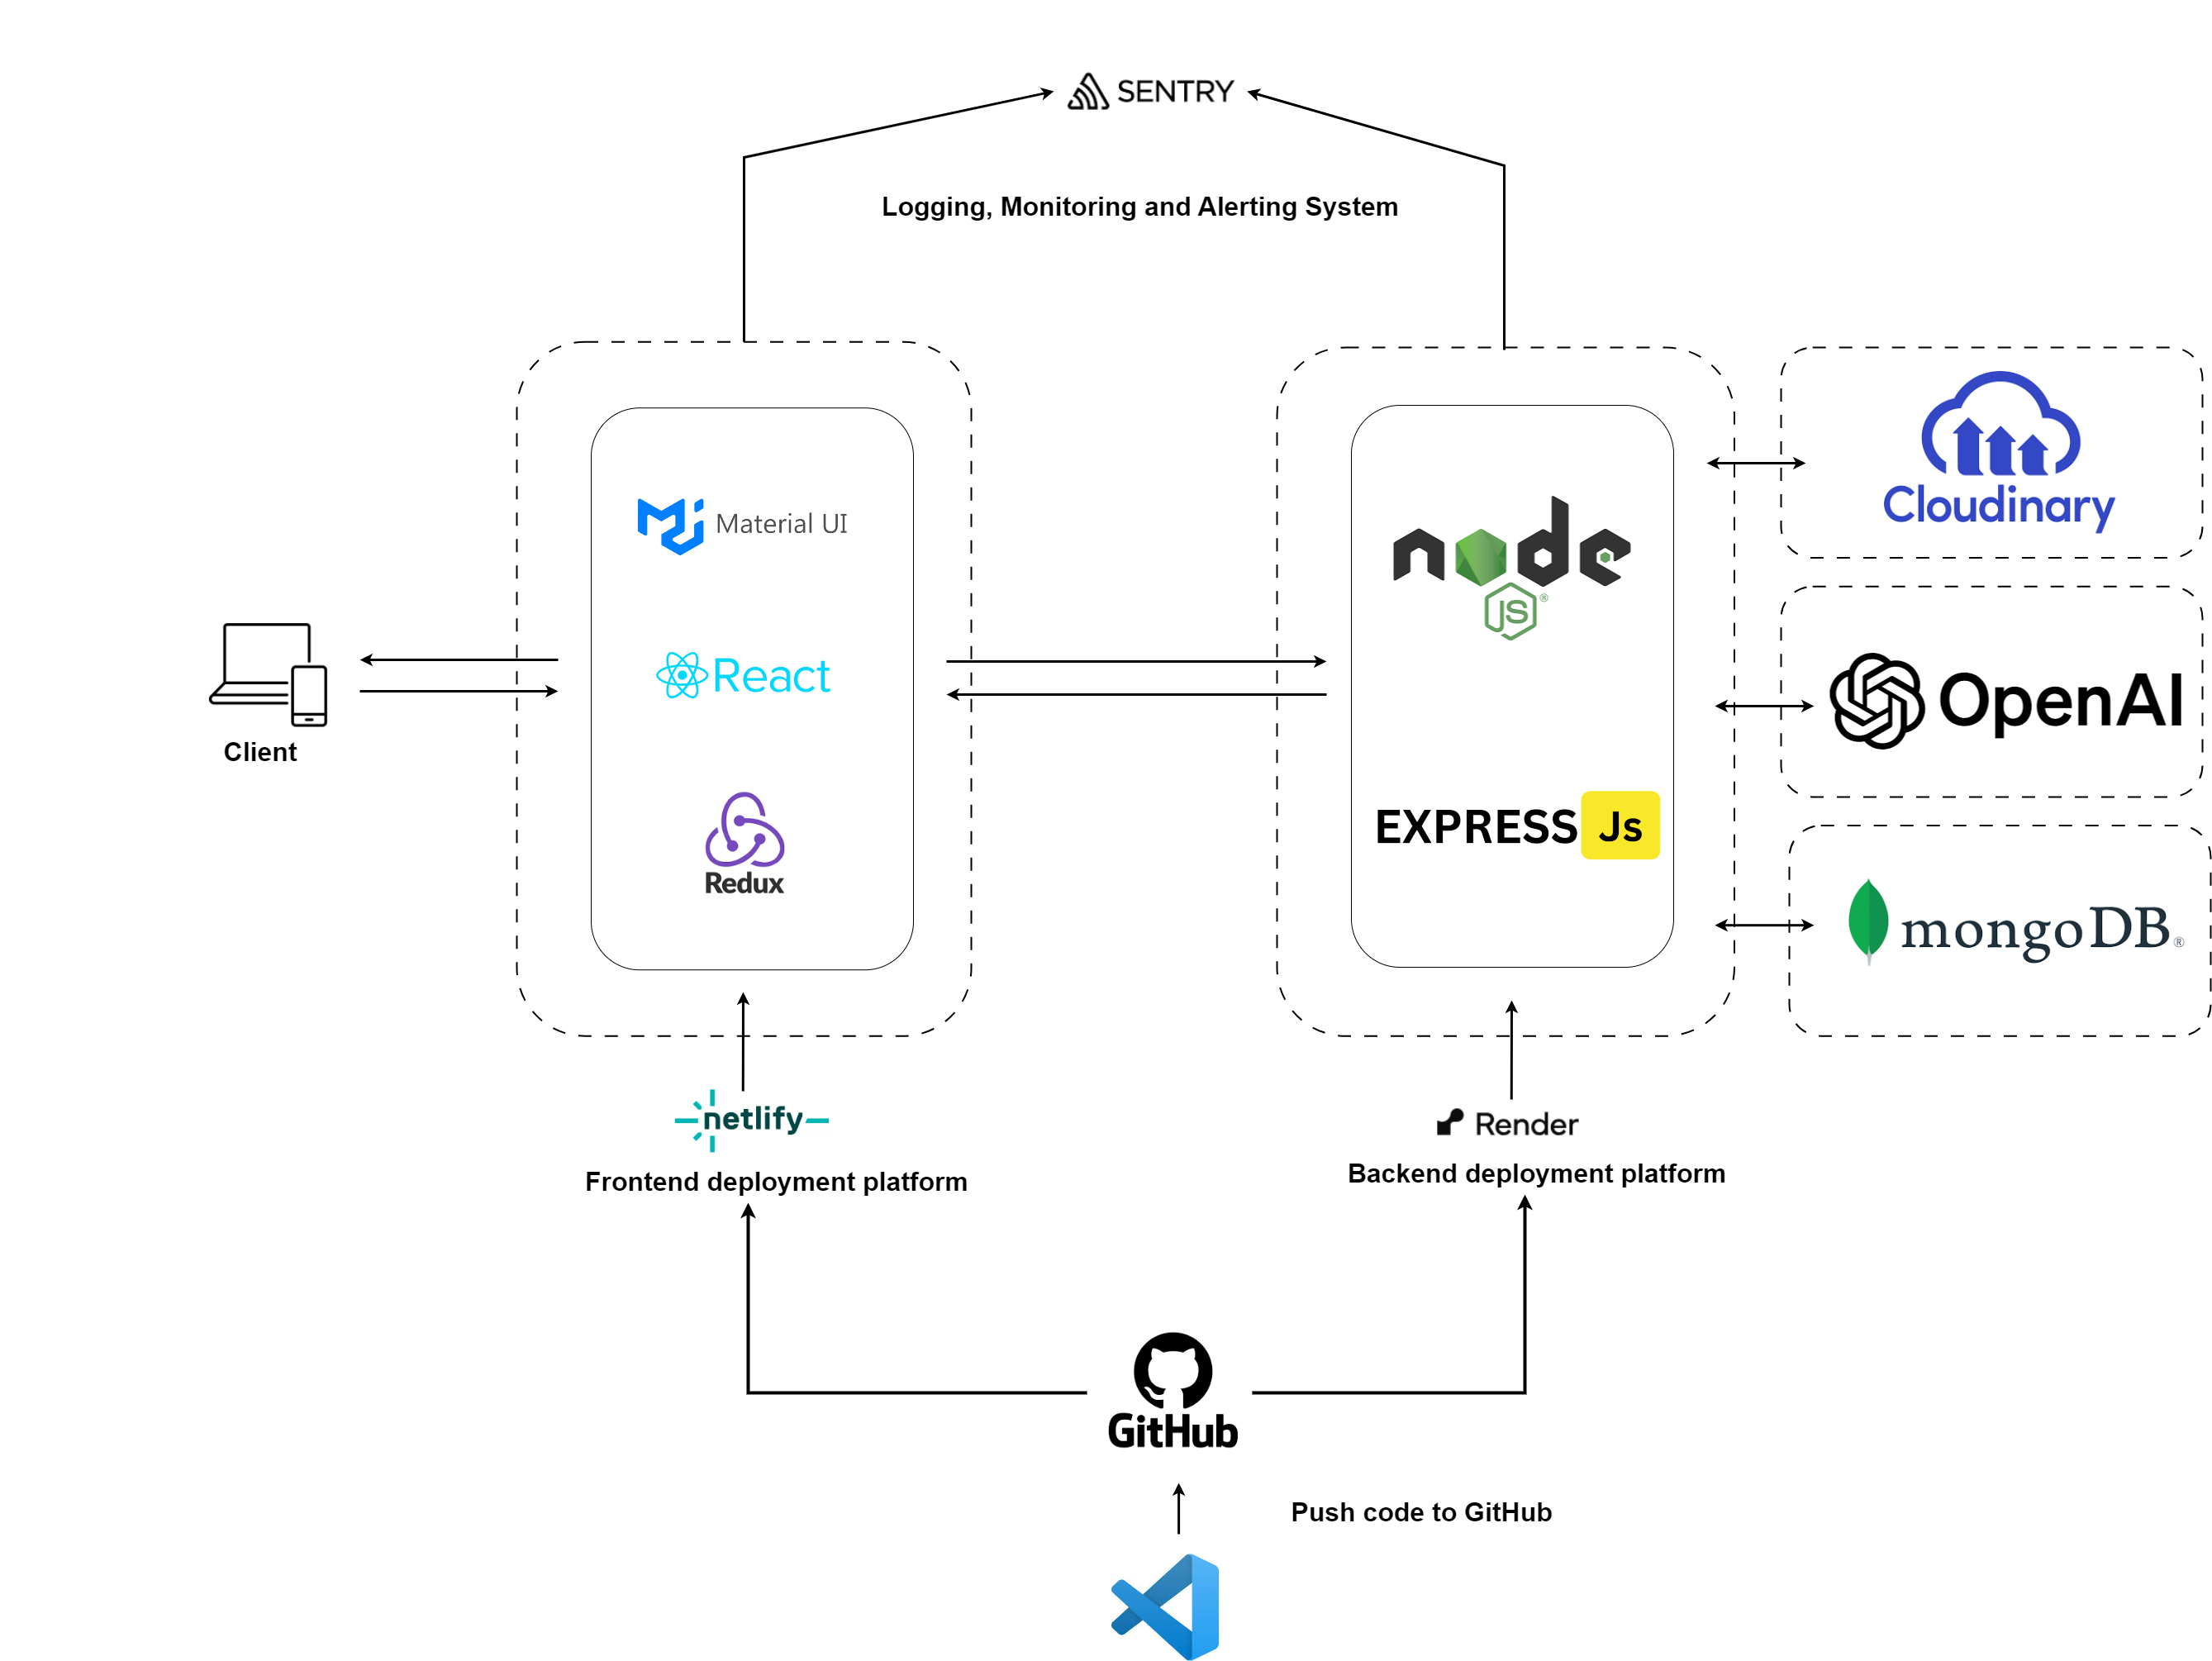 SENTRY
Logging, Monitoring and Alerting System
Material UI
React
Redux
Client
node
JS®
EXPRESS Js
Cloudinary
OpenAI
mongoDB®
netlify
Frontend deployment platform
Render
Backend deployment platform
GitHub
Push code to GitHub